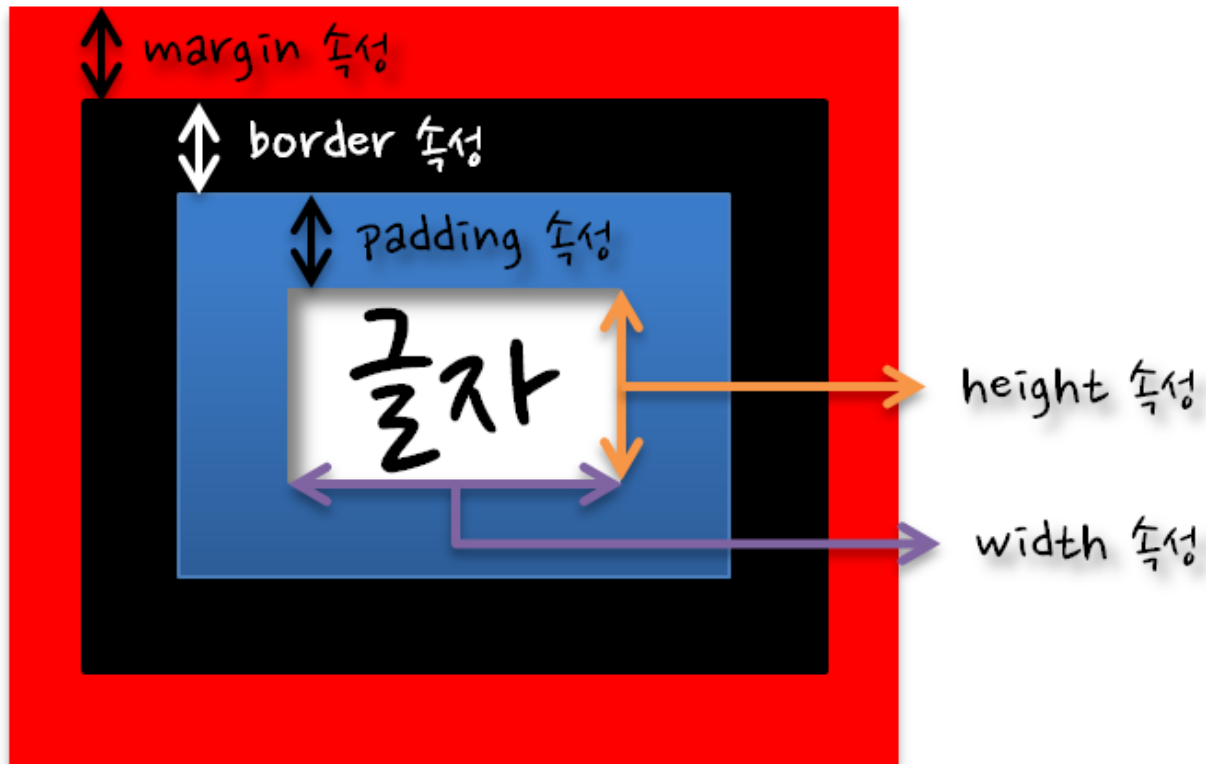 margin 속성
border 속성
padding 속성
글자
height 속성
width 속성